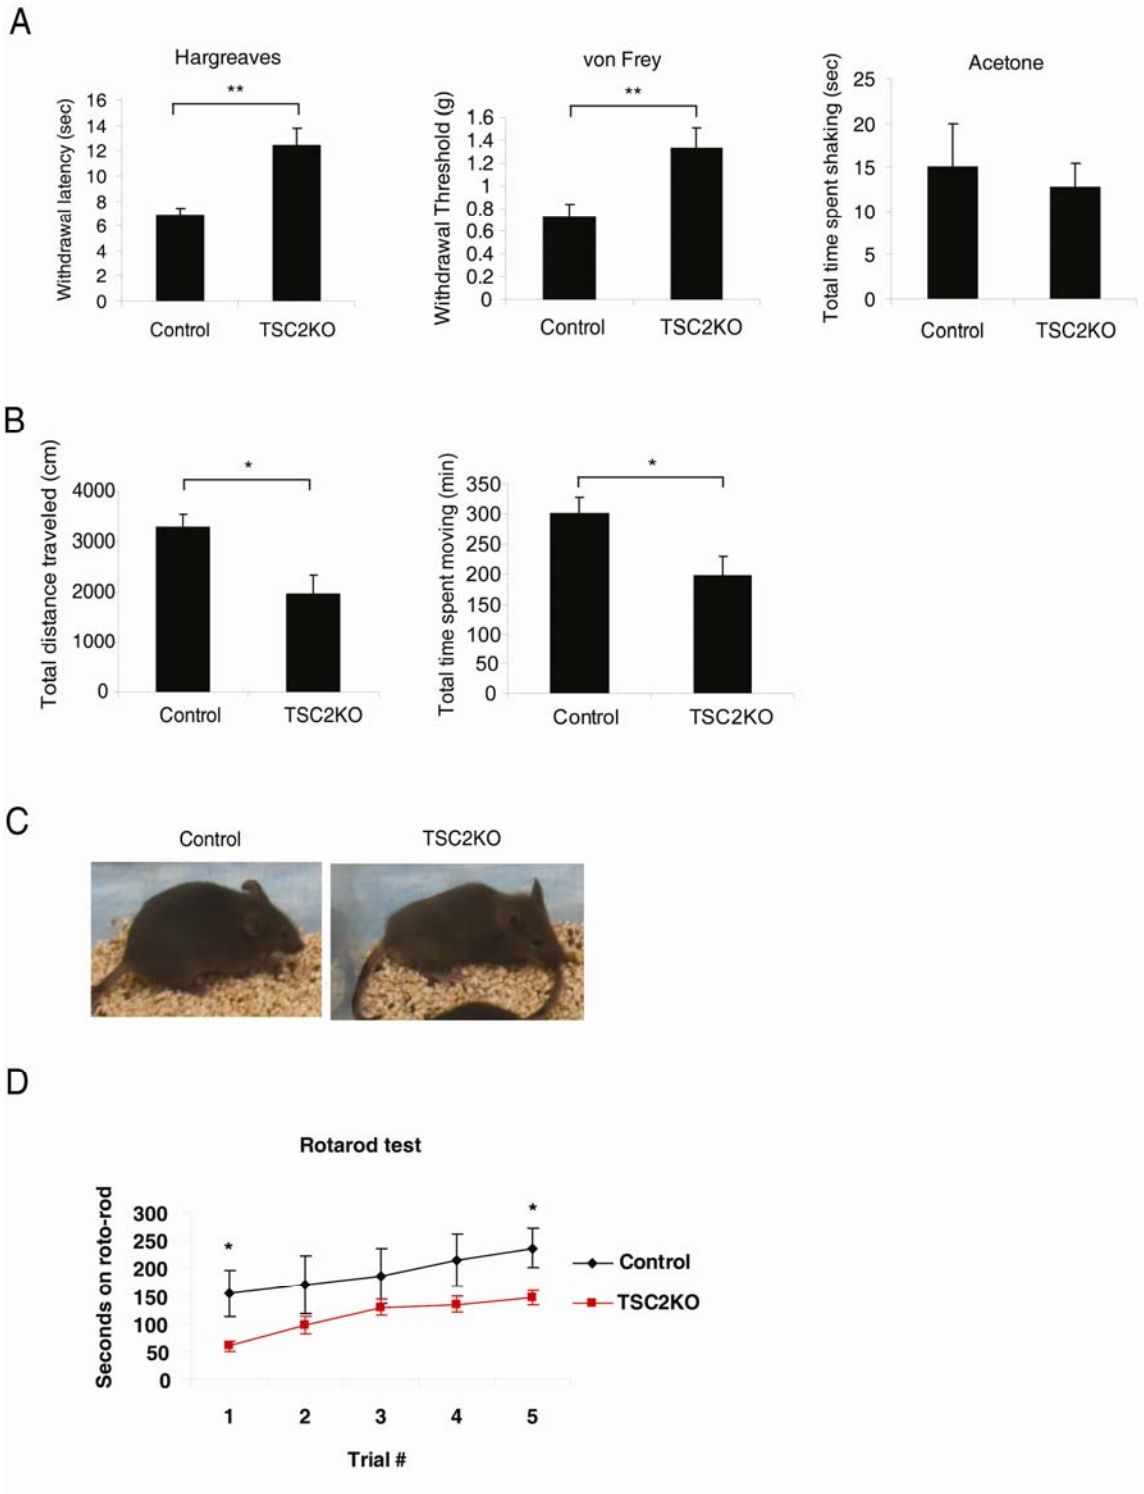 A
Hargreaves
**
Withdrawal latency (sec)
16
14
12
10
8
6
4
2
0
Control TSC2KO
von Frey
**
Withdrawal Threshold (g)
1.6
1.4
1.2
1
0.8
0.6
0.4
0.2
0
Control TSC2KO
Acetone
Total time spent shaking (sec)
25
20
15
10
5
0
Control TSC2KO
B
*
Total distance traveled (cm)
4000
3000
2000
1000
0
Control TSC2KO
*
Total time spent moving (min)
350
300
250
200
150
100
50
0
Control TSC2KO
C
Control TSC2KO
D
Rotarod test
Seconds on roto-rod
300
250
200
150
100
50
0
*
*
Control
TSC2KO
1 2 3 4 5
Trial #